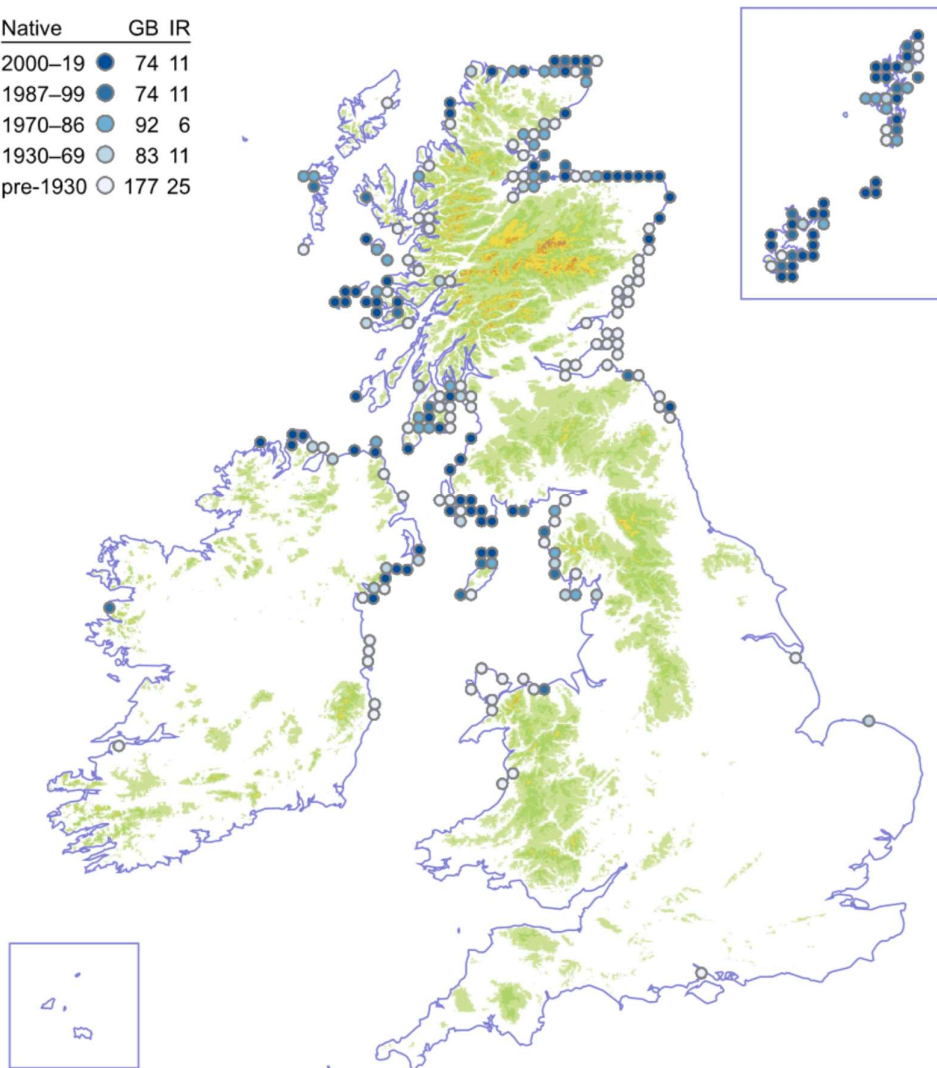 Native GB IR
2000–19 74 11
1987–99 74 11
1970–86 92 6
1930–69 83 11
pre-1930 177 25